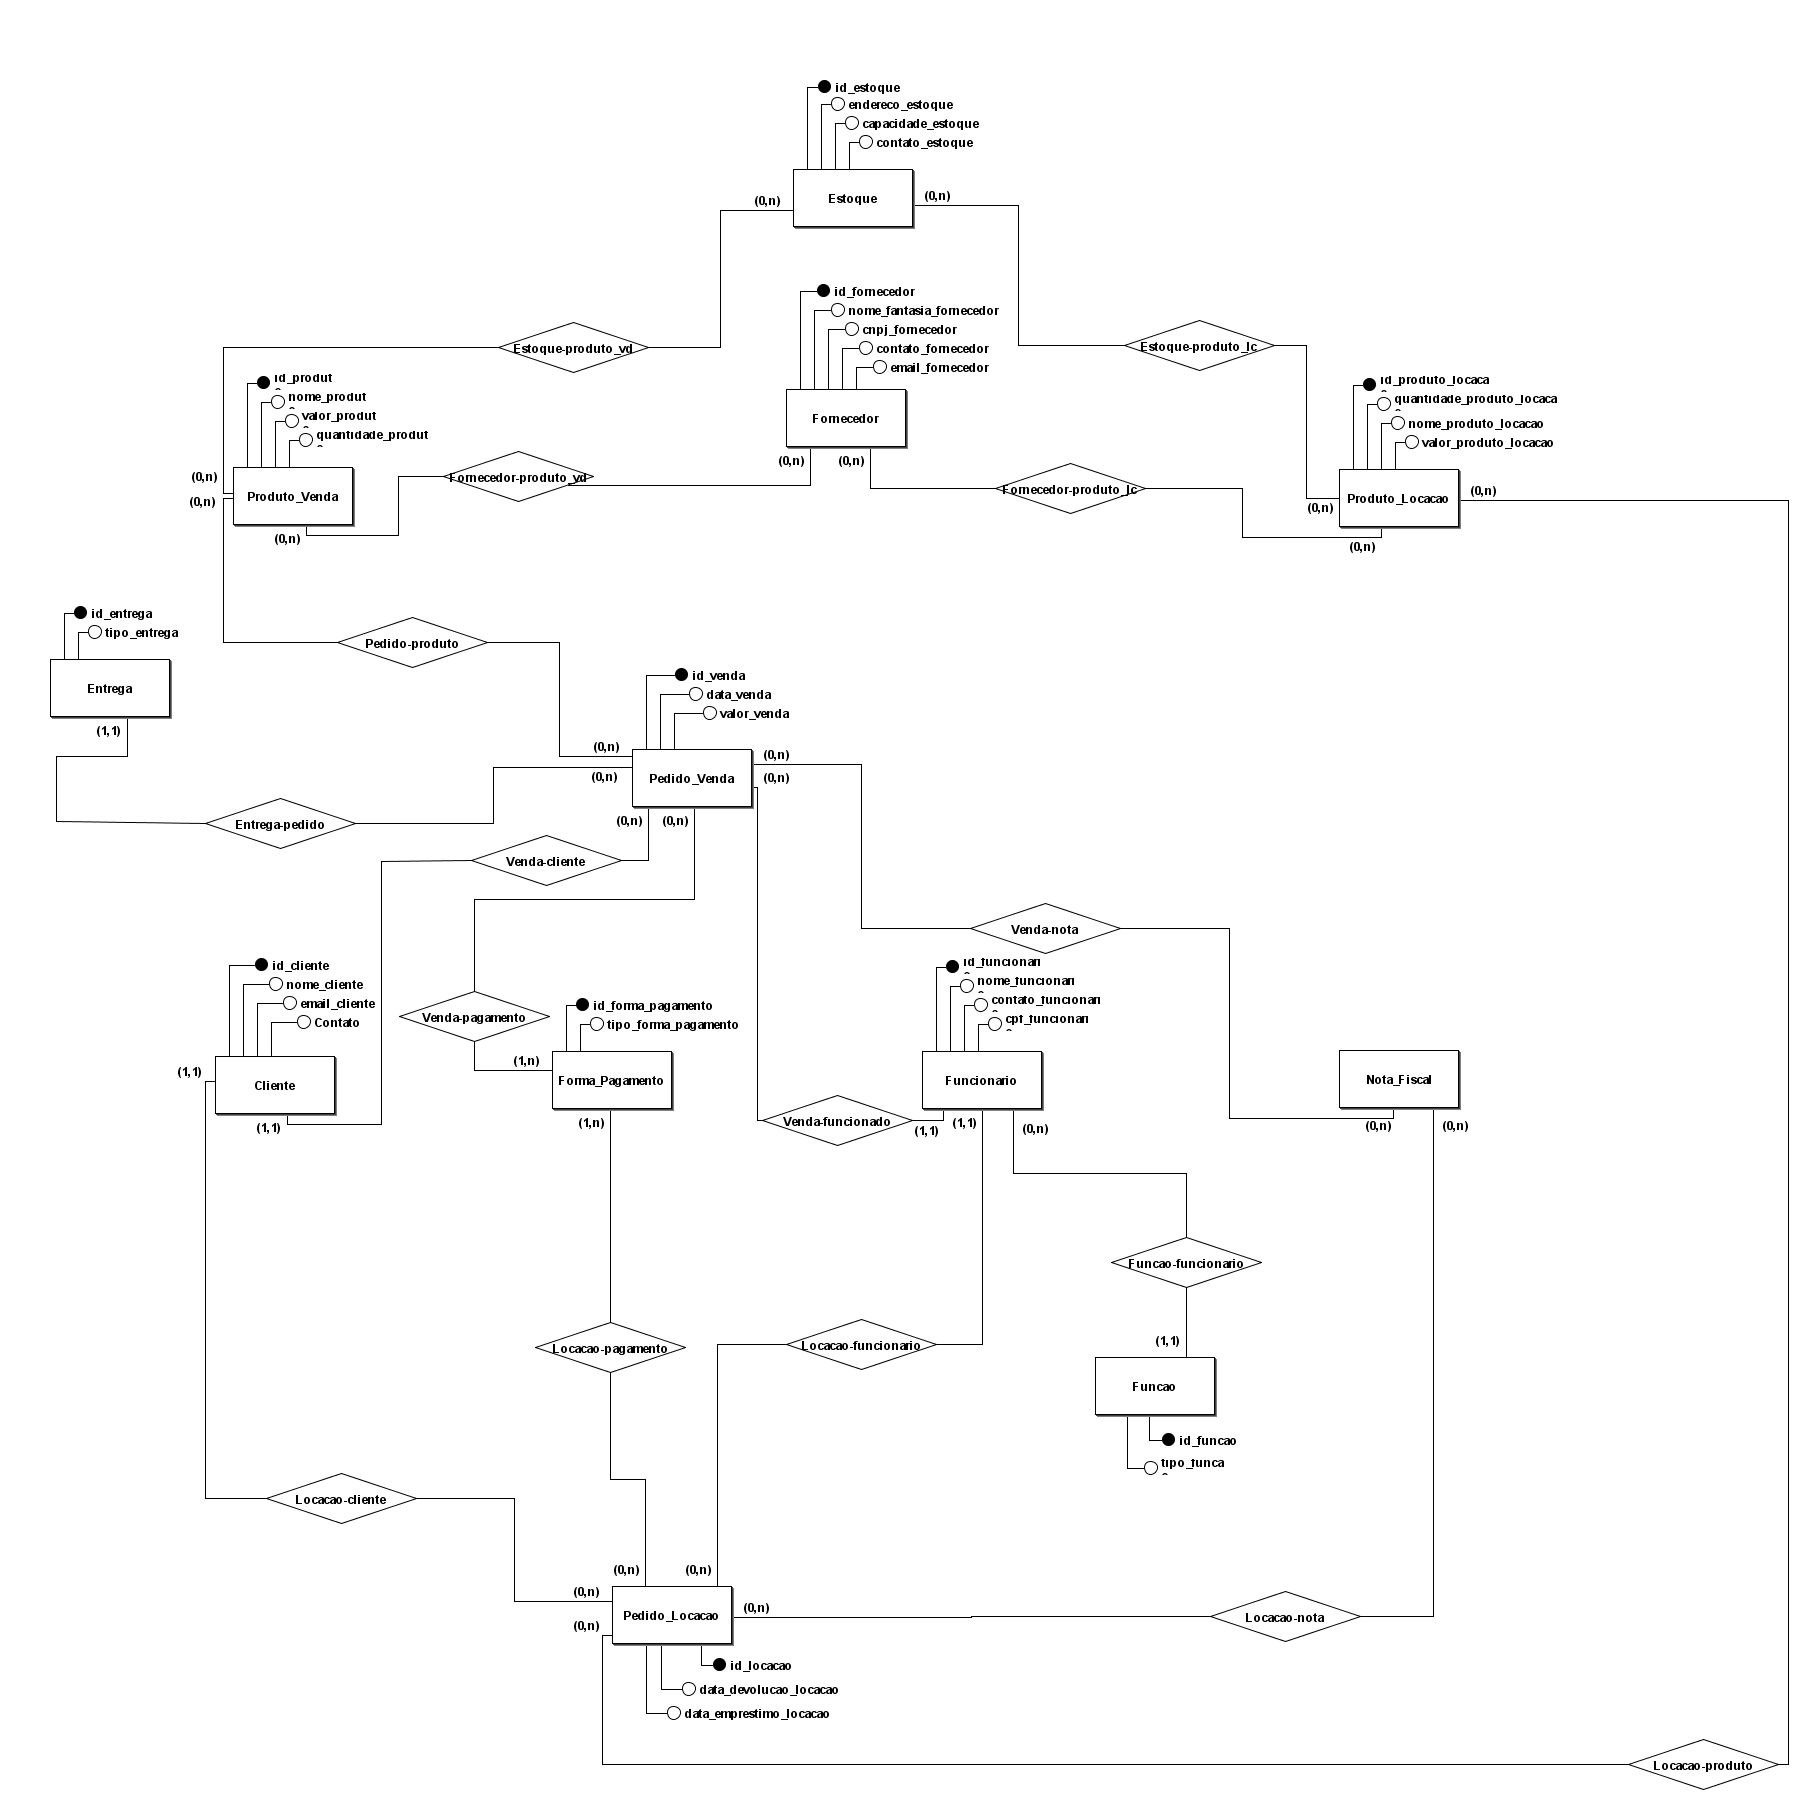 id_estoque
endereco_estoque
capacidade_estoque
contato_estoque
Estoque
(0,n)
(0,n)
id_fornecedor
nome_fantasia_fornecedor
cnpj_fornecedor
contato_fornecedor
email_fornecedor
Fornecedor
(0,n)
(0,n)
Estoque-produto_vd
Estoque-produto_lc
id_produt
nome_produt
valor_produt
quantidade_produt
Produto_Venda
(0,n)
(0,n)
(0,n)
Fornecedor-produto_vd
Fornecedor-produto_lc
id_produto_locaca
quantidade_produto_locaca
nome_produto_locacao
valor_produto_locacao
Produto_Locacao
(0,n)
(0,n)
(0,n)
id_entrega
tipo_entrega
Entrega
(1,1)
Pedido-produto
id_venda
data_venda
valor_venda
Pedido_Venda
(0,n)
(0,n)
(0,n)
(0,n)
(0,n)
(0,n)
Entrega-pedido
Venda-cliente
Venda-nota
id_cliente
nome_cliente
email_cliente
Contato
Cliente
(1,1)
(1,1)
Venda-pagamento
id_forma_pagamento
tipo_forma_pagamento
Forma_Pagamento
(1,n)
(1,n)
id_funcionari
nome_funcionari
contato_funcionari
cpf_funcionari
Funcionario
(1,1)
(1,1)
(0,n)
Venda-funcionado
Nota_Fiscal
(0,n)
(0,n)
Funcao-funcionario
(1,1)
Funcao
id_funcao
tipo_funca
Locacao-pagamento
Locacao-funcionario
Locacao-cliente
(0,n)
(0,n)
(0,n)
(0,n)
(0,n)
Pedido_Locacao
Locacao-nota
id_locacao
data_devolucao_locacao
data_emprestimo_locacao
Locacao-produto